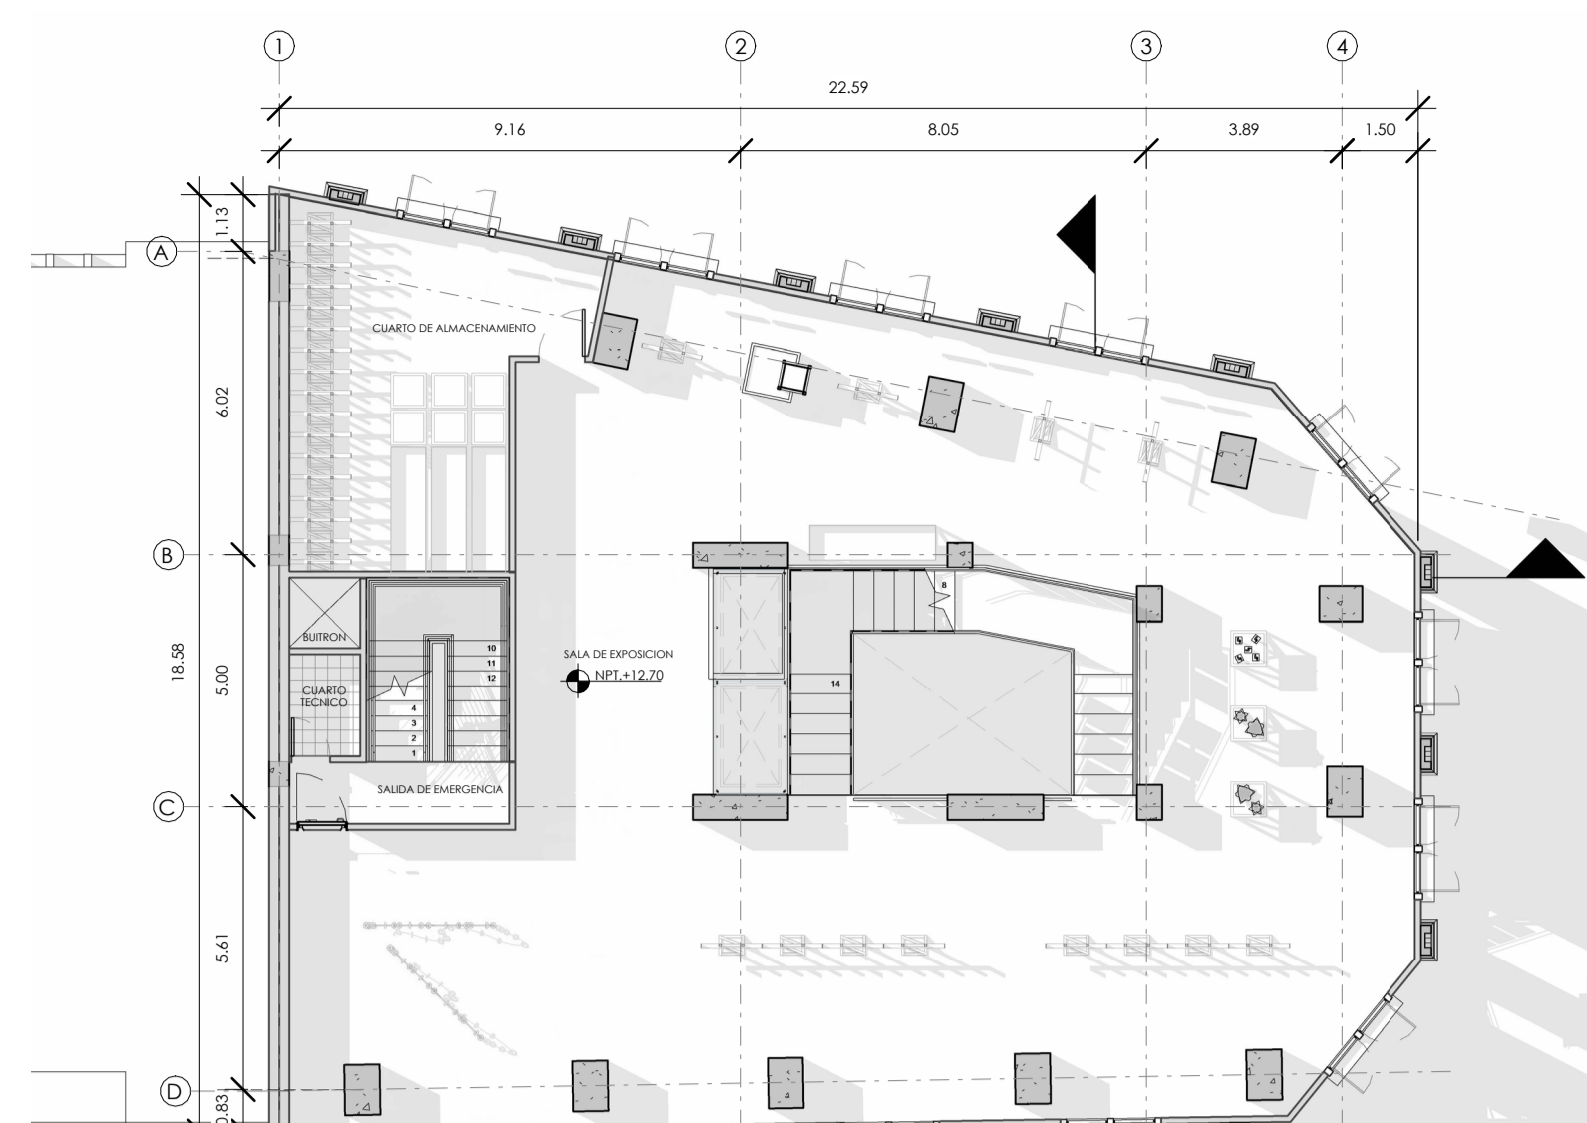 1 2 3 4
22.59
9.16 8.05 3.89 1.50
1.13
A
CUARTO DE ALMACENAMIENTO
6.02
B
8
BUITRON
10
11
12
SALA DE EXPOSICION
NPT.+12.70
18.58
5.00
CUARTO
TECNICO
14
4
3
2
1
SALIDA DE EMERGENCIA
C
5.61
D
0.83